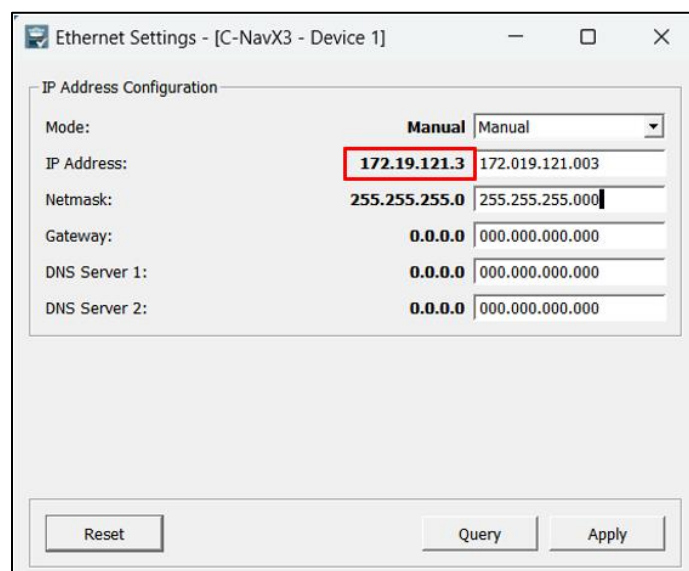 Ethernet Settings - [C-NavX3 - Device 1]
IP Address Configuration
Mode: Manual Manual
IP Address: 172.19.121.3 172.019.121.003
Netmask: 255.255.255.0 255.255.255.000
Gateway: 0.0.0.0 000.000.000.000
DNS Server 1: 0.0.0.0 000.000.000.000
DNS Server 2: 0.0.0.0 000.000.000.000
Reset Query Apply